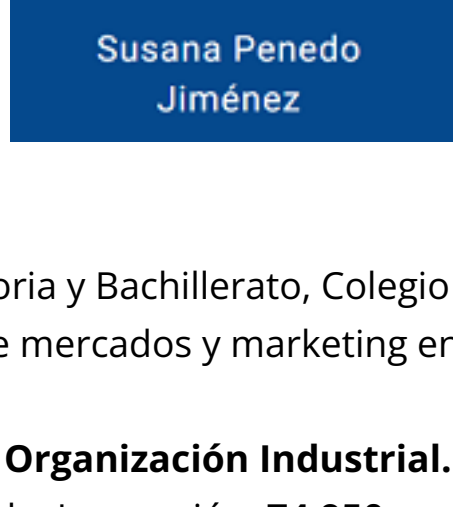 Susana Penedo
Jiménez
oria y Bachillerato, Colegio
e mercados y marketing en
Organización Industrial.